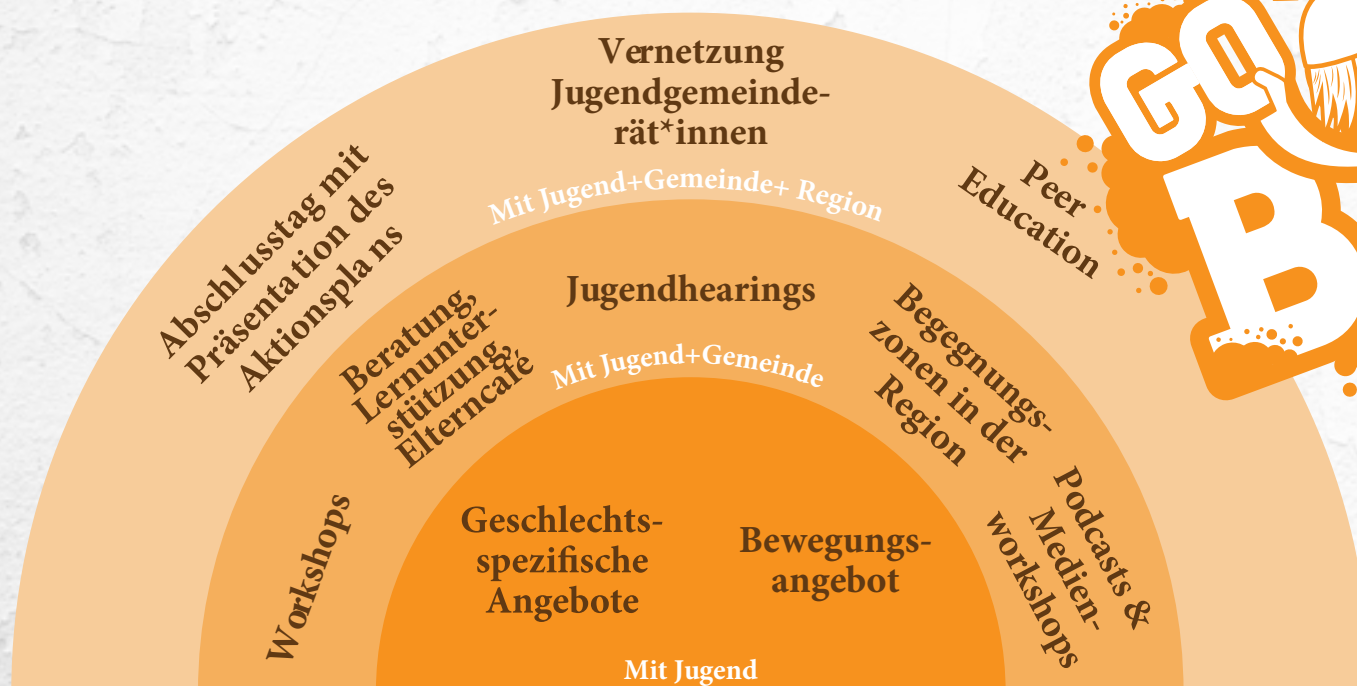 Vernetzung
Jugendgemeinde-
rät*innen
Mit Jugend+Gemeinde+ Region
Abschlusstag mit
Präsentation des
Aktionsplans
Peer
Education
Jugendhearings
Mit Jugend+Gemeinde
Beratung,
Lernunter-
stützung,
Elterncafé
Begegnungs-
zonen in der
Region
Workshops
Podcasts &
Medien-
workshops
Geschlechts-
spezifische
Angebote
Bewegungs-
angebot
Mit Jugend
GO
B